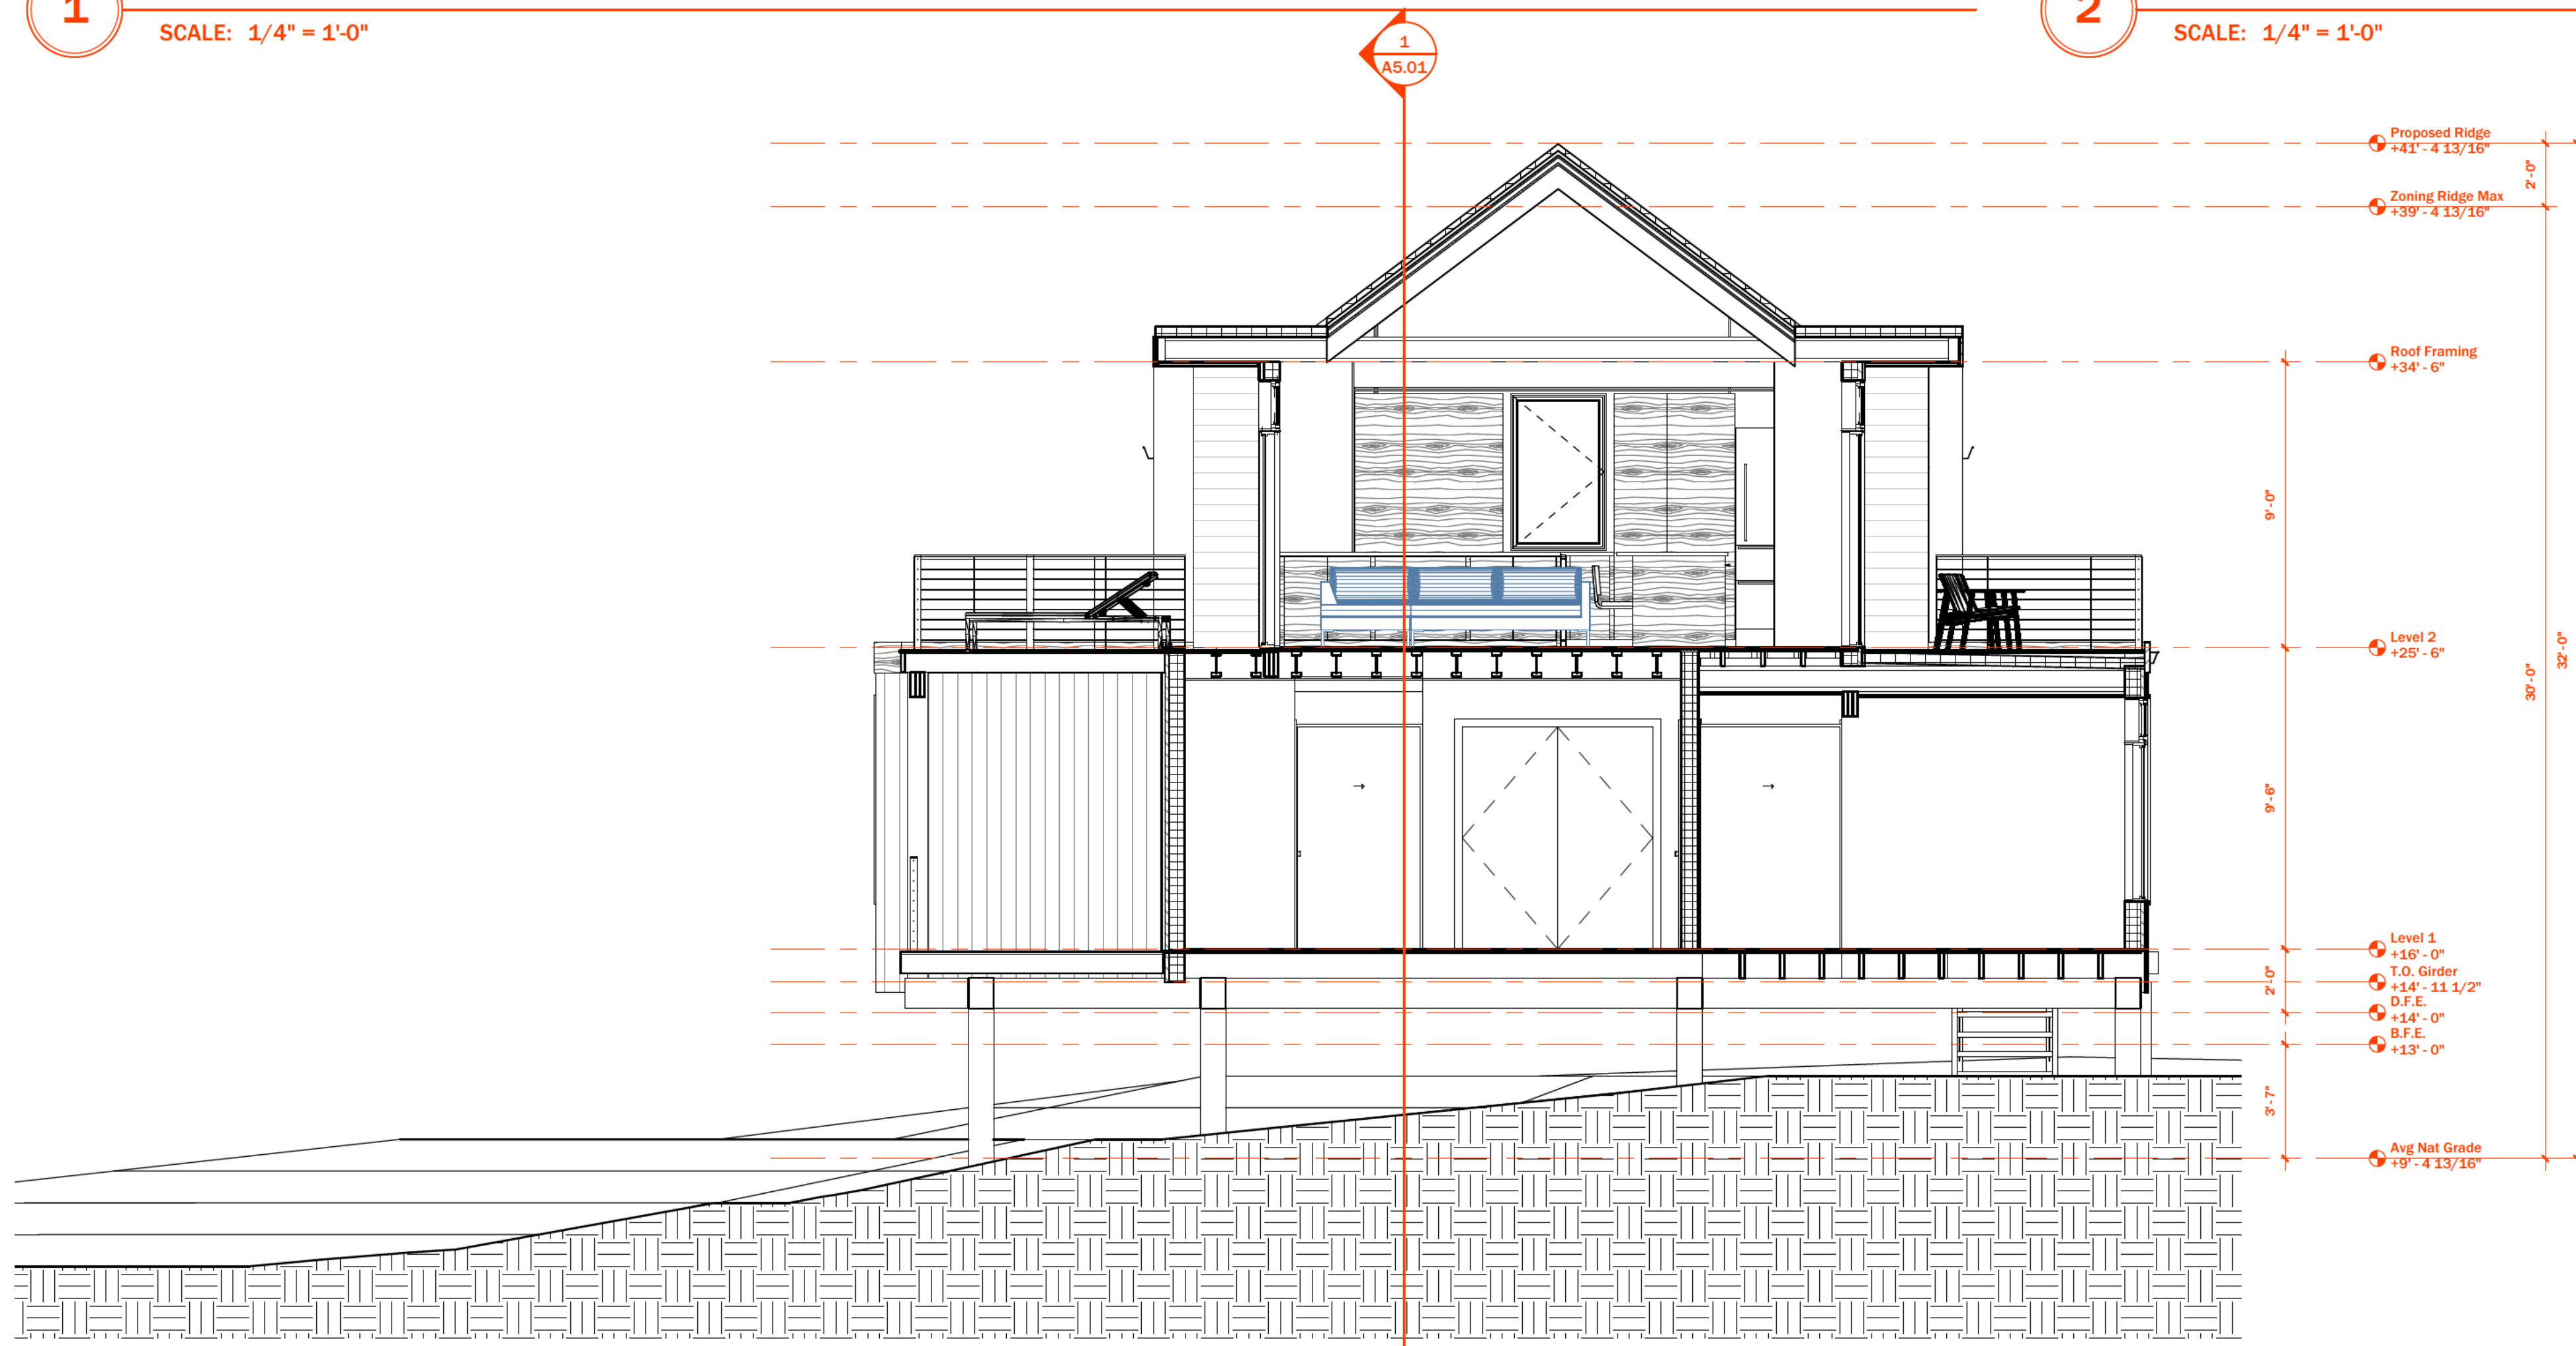 1
SCALE: 1/4" = 1'-0"
2
SCALE: 1/4" = 1'-0"
1
A5.01
Proposed Ridge
+41' - 4 13/16"
2'-0"
Zoning Ridge Max
+39' - 4 13/16"
Roof Framing
+34' - 6"
9'-0"
Level 2
+25' - 6"
32'-0"
30'-0"
9'-6"
Level 1
+16' - 0"
T.O. Girder
+14' - 11 1/2"
2'-0"
D.F.E.
+14' - 0"
B.F.E.
+13' - 0"
3'-7"
Avg Nat Grade
+9' - 4 13/16"